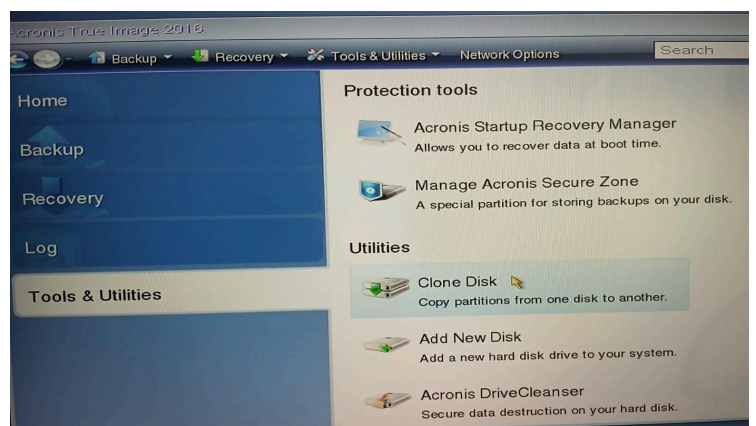 Acronis True Image 2016
Backup Recovery Tools & Utilities Network Options Search
Home
Backup
Recovery
Log
Tools & Utilities
Protection tools
Acronis Startup Recovery Manager
Allows you to recover data at boot time.
Manage Acronis Secure Zone
A special partition for storing backups on your disk.
Utilities
Clone Disk
Copy partitions from one disk to another.
Add New Disk
Add a new hard disk drive to your system.
Acronis DriveCleanser
Secure data destruction on your hard disk.